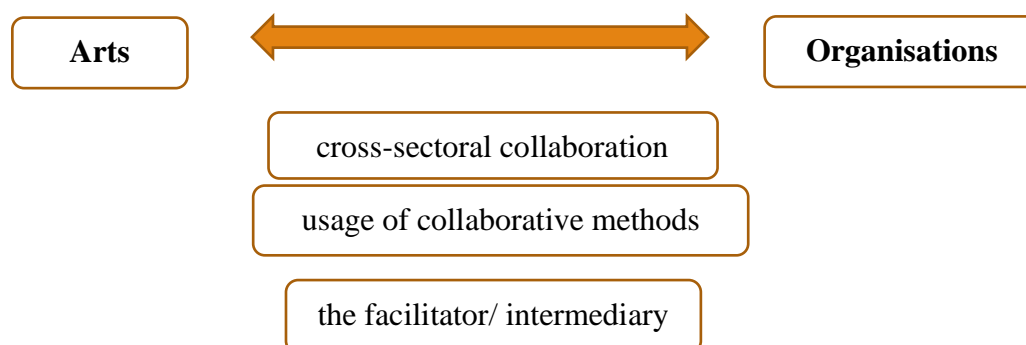 Arts
Organisations
cross-sectoral collaboration
usage of collaborative methods
the facilitator/ intermediary